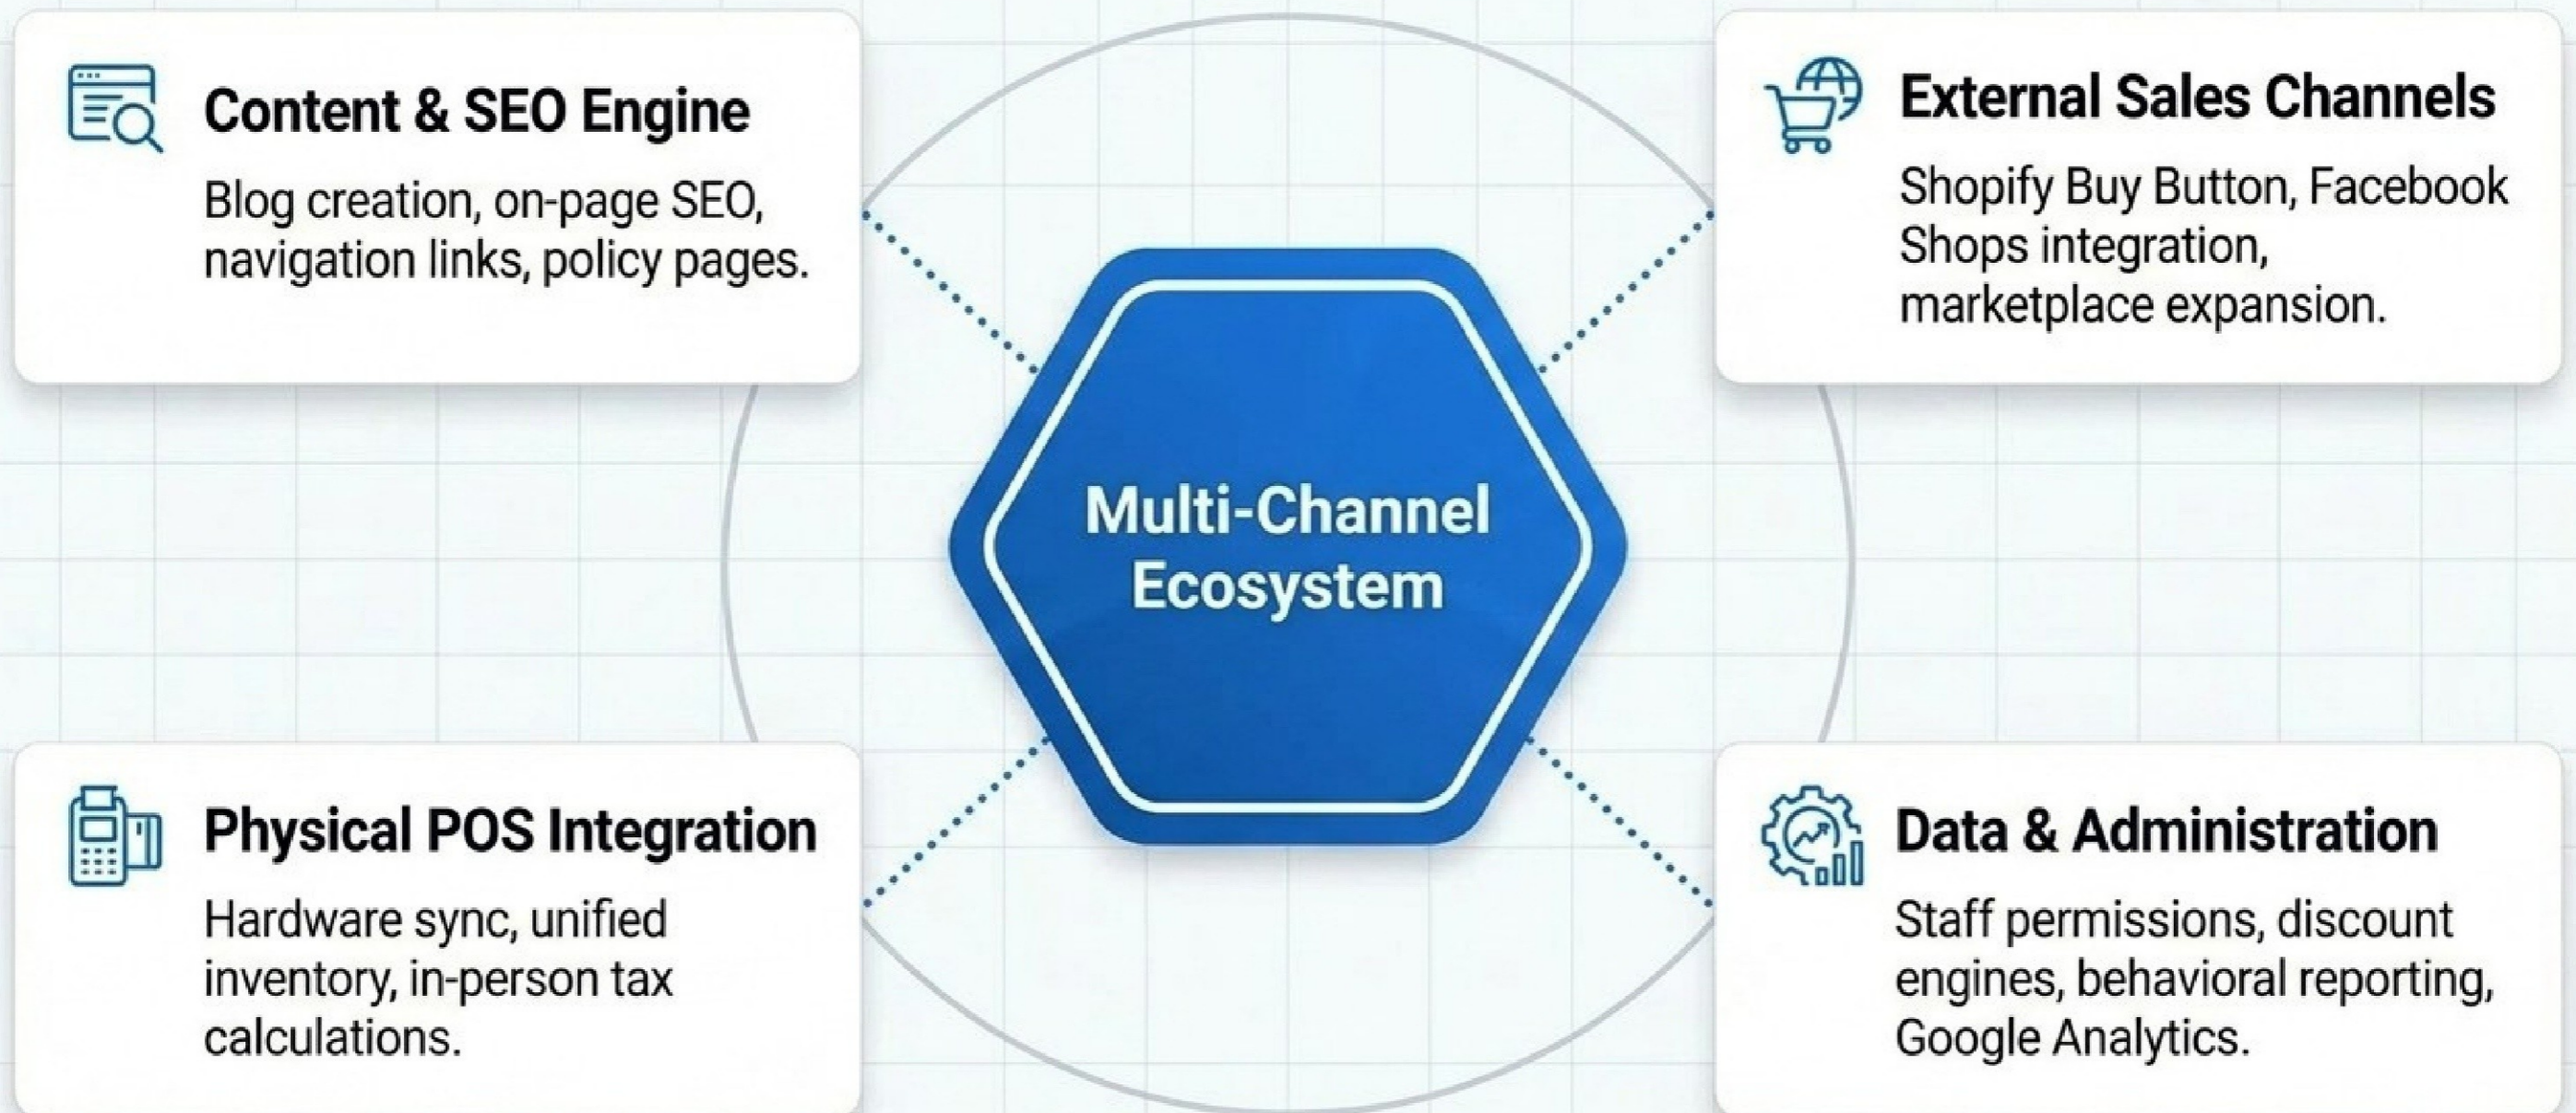 Content & SEO Engine
Blog creation, on-page SEO,
navigation links, policy pages.
External Sales Channels
Shopify Buy Button, Facebook
Shops integration,
marketplace expansion.
Multi-Channel
Ecosystem
Physical POS Integration
Hardware sync, unified
inventory, in-person tax
calculations.
Data & Administration
Staff permissions, discount
engines, behavioral reporting,
Google Analytics.